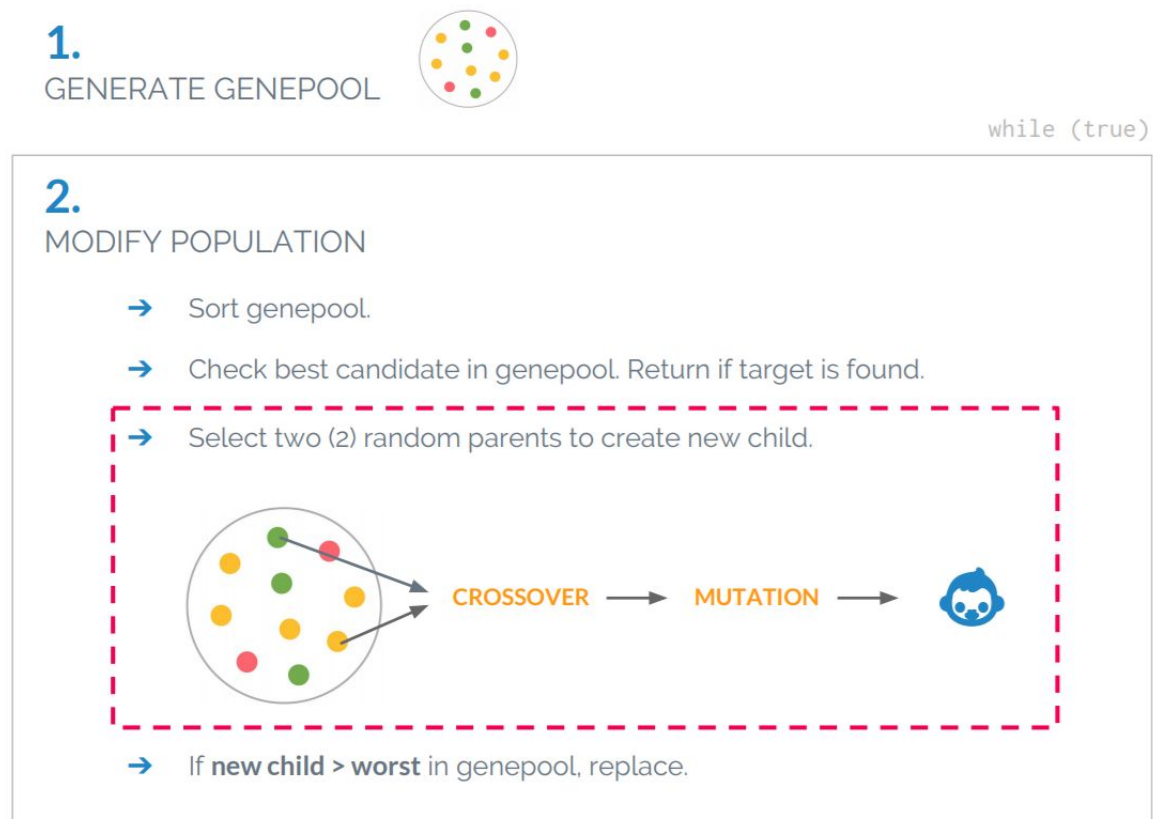 1.
GENERATE GENEPOOL
while (true)
2.
MODIFY POPULATION
➔ Sort genepool.
➔ Check best candidate in genepool. Return if target is found.
➔ Select two (2) random parents to create new child.
CROSSOVER MUTATION
➔ If new child > worst in genepool, replace.